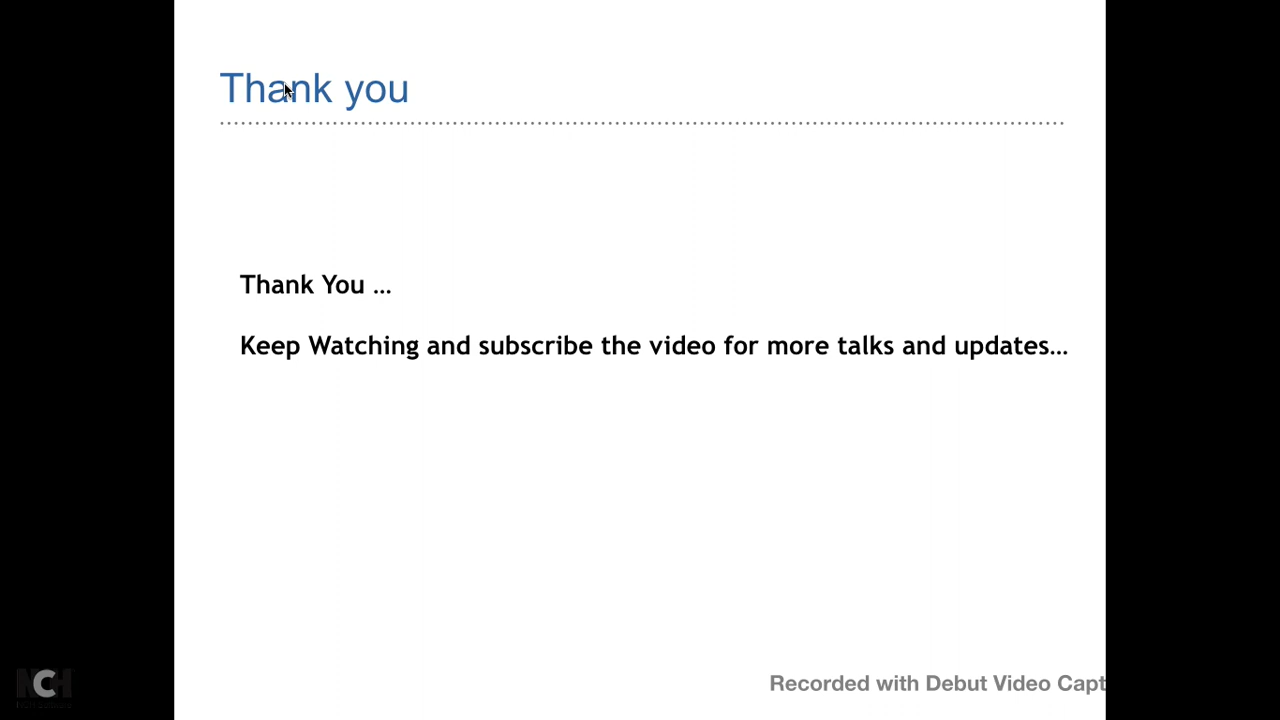 Thank you
Thank You ...
Keep Watching and subscribe the video for more talks and updates...
Recorded with Debut Video Capt
NCH